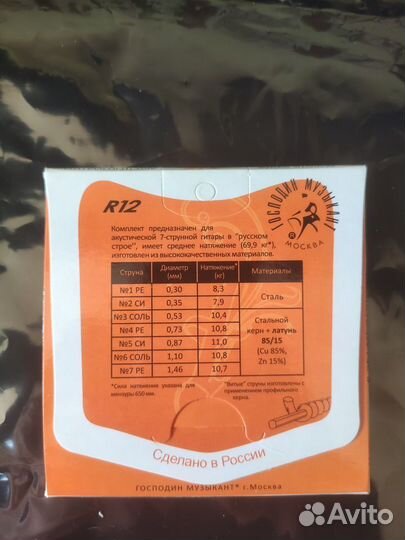 R12
ГОСПОДИН МУЗЫКАНТ
®
МОСКВА
Комплект предназначен для
акустической 7-струнной гитары в "русском
строе", имеет среднее натяжение (69,9 кг*),
изготовлен из высококачественных материалов.
Струна Диаметр (мм) Натяжение* (кг) Материалы
№1 РЕ 0,30 8,3
№2 СИ 0,35 7,9
Сталь
№3 СОЛЬ 0,53 10,4
№4 РЕ 0,73 10,8
№5 СИ 0,87 11,0
№6 СОЛЬ 1,10 10,8
№7 РЕ 1,46 10,7
Стальной
керн + латунь
85/15
(Cu 85%,
Zn 15%)
*Сила натяжения указана для
мензуры 650 мм.
"Витые" струны изготовлены с
применением профильного
керна.
Сделано в России
ГОСПОДИН МУЗЫКАНТ® г.Москва
Avito